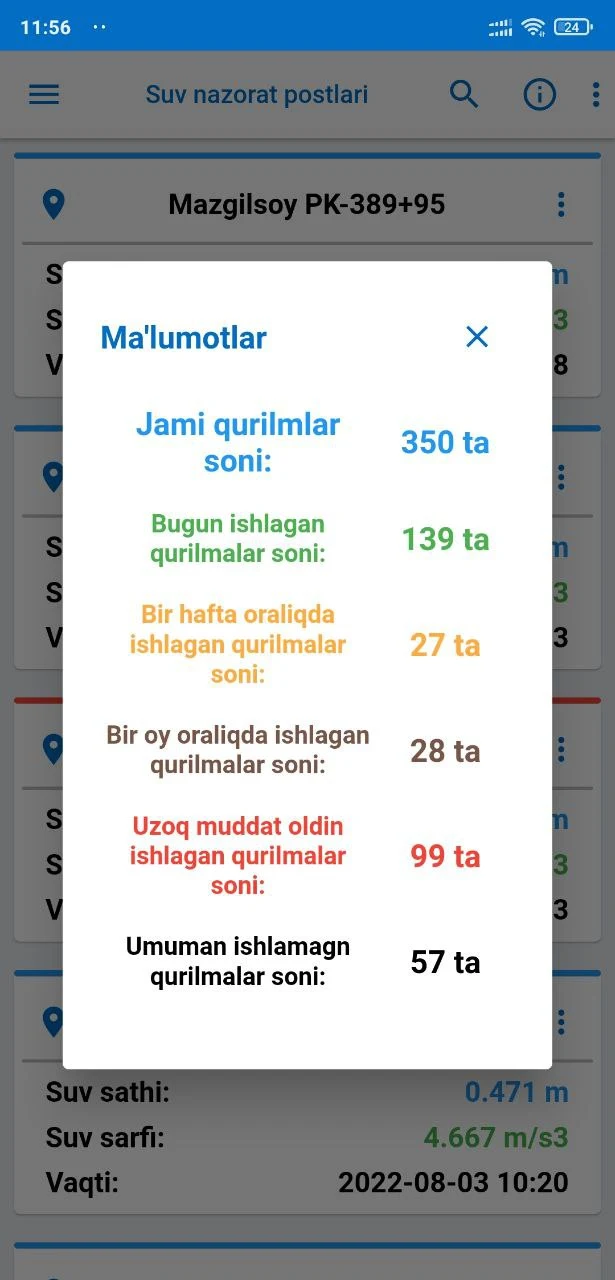 11:56
24
Suv nazorat postlari
Mazgilsoy PK-389+95
S m
S 3
V 8
Ma'lumotlar
Jami qurilmlar
soni:
350 ta
Bugun ishlagan
qurilmalar soni:
139 ta
Bir hafta oraliqda
ishlagan qurilmalar
soni:
27 ta
Bir oy oraliqda ishlagan
qurilmalar soni:
28 ta
Uzoq muddat oldin
ishlagan qurilmalar
soni:
99 ta
Umuman ishlamagn
qurilmalar soni:
57 ta
S m
S 3
V 3
S m
S 3
V 3
Suv sathi: 0.471 m
Suv sarfi: 4.667 m/s3
Vaqti: 2022-08-03 10:20